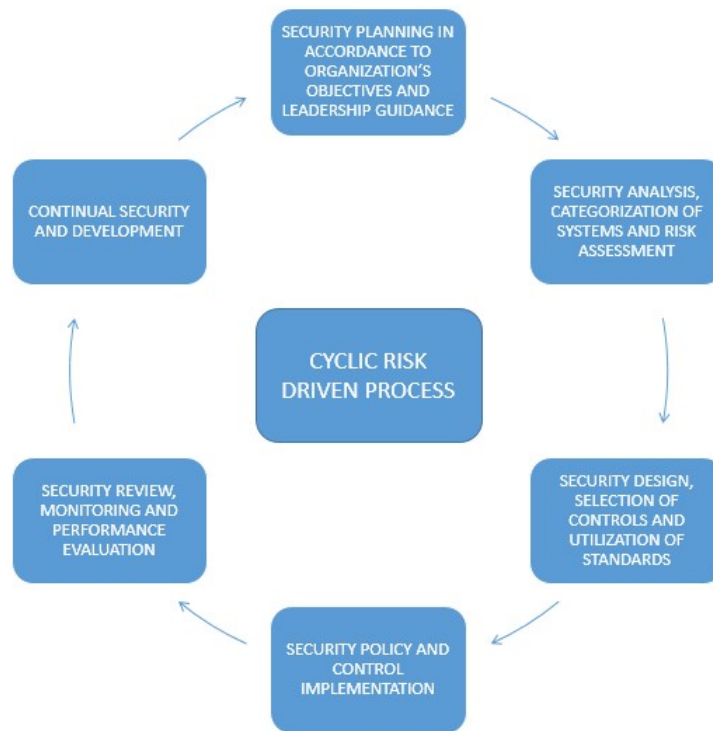 SECURITY PLANNING IN
ACCORDANCE TO
ORGANIZATION'S
OBJECTIVES AND
LEADERSHIP GUIDANCE
SECURITY ANALYSIS,
CATEGORIZATION OF
SYSTEMS AND RISK
ASSESSMENT
SECURITY DESIGN,
SELECTION OF
CONTROLS AND
UTILIZATION OF
STANDARDS
SECURITY POLICY AND
CONTROL
IMPLEMENTATION
SECURITY REVIEW,
MONITORING AND
PERFORMANCE
EVALUATION
CONTINUAL SECURITY
AND DEVELOPMENT
CYCLIC RISK
DRIVEN PROCESS